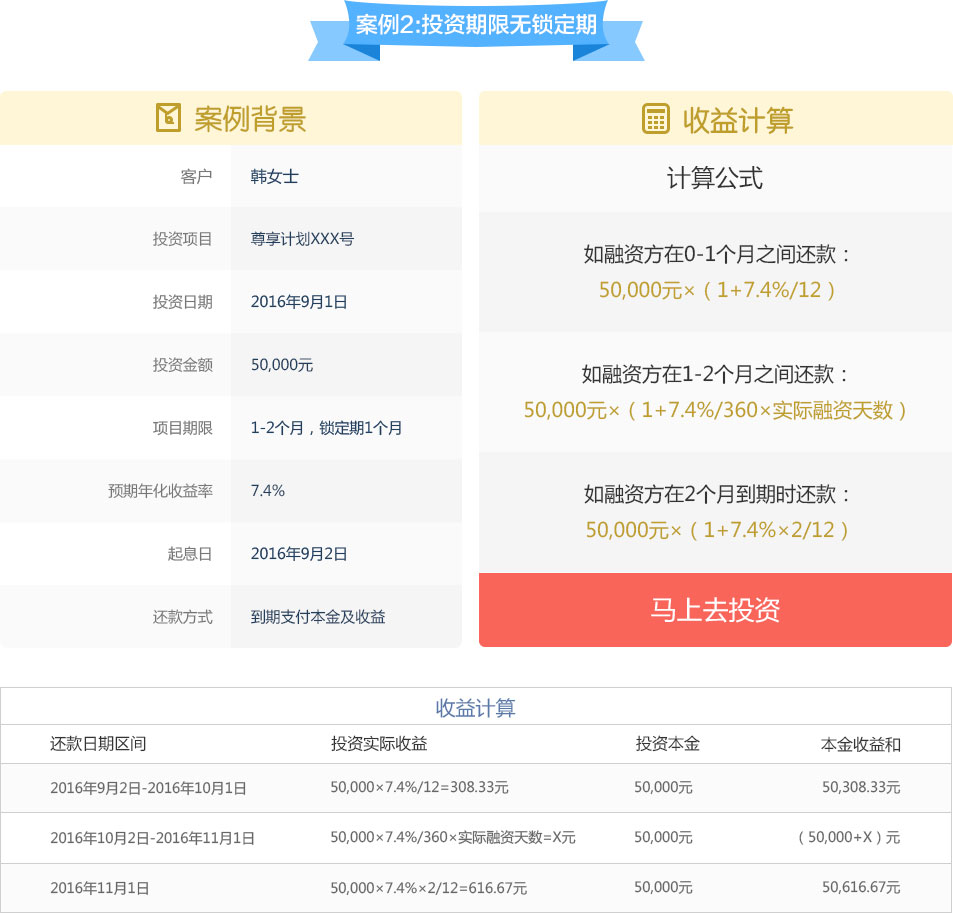 案例2:投资期限无锁定期
案例背景
客户 韩女士
投资项目 尊享计划XXX号
投资日期 2016年9月1日
投资金额 50,000元
项目期限 1-2个月，锁定期1个月
预期年化收益率 7.4%
起息日 2016年9月2日
还款方式 到期支付本金及收益
收益计算
计算公式
如融资方在0-1个月之间还款：
50,000元×（1+7.4%/12）
如融资方在1-2个月之间还款：
50,000元×（1+7.4%/360×实际融资天数）
如融资方在2个月到期时还款：
50,000元×（1+7.4%×2/12）
马上去投资
收益计算
还款日期区间 投资实际收益 投资本金 本金收益和
2016年9月2日-2016年10月1日 50,000×7.4%/12=308.33元 50,000元 50,308.33元
2016年10月2日-2016年11月1日 50,000×7.4%/360×实际融资天数=X元 50,000元 （50,000+X）元
2016年11月1日 50,000×7.4%×2/12=616.67元 50,000元 50,616.67元